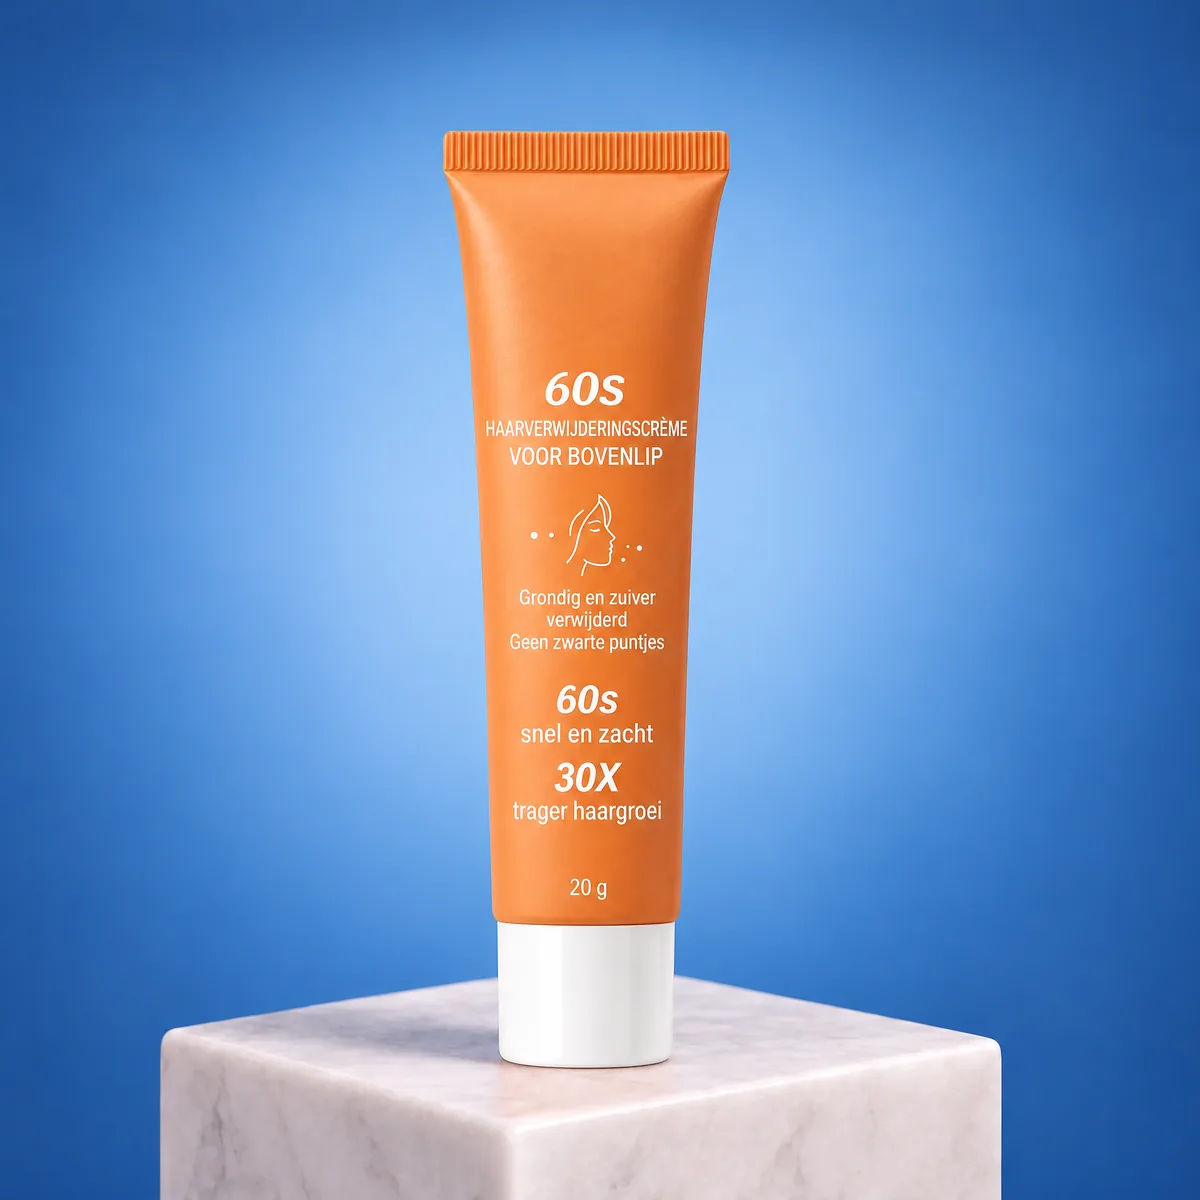 60s
HAARVERWIJDERINGSCRÈME
VOOR BOVENLIP
Grondig en zuiver
verwijderd
Geen zwarte puntjes
60s
snel en zacht
30X
trager haargroei
20 g